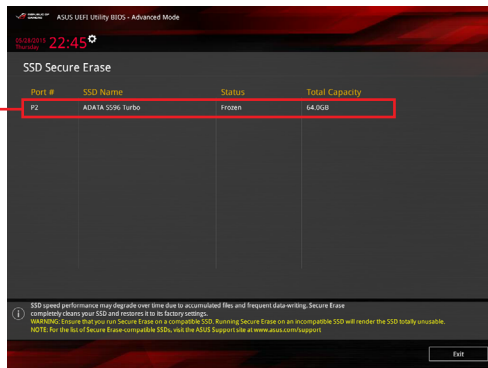 REPUBLIC OF GAMERS
ASUS UEFI Utility BIOS - Advanced Mode
Thursday
22:45
SSD Secure Erase
Port # SSD Name Status Total Capacity
P2 ADATA S596 Turbo Frozen 64.0GB
SSD speed performance may degrade over time due to accumulated files and frequent data-writing. Secure Erase
completely cleans your SSD and restores it to its factory settings.
WARNING: Ensure that you run Secure Erase on a compatible SSD. Running Secure Erase on an incompatible SSD will render the SSD totally unusable.
NOTE: For the list of Secure Erase-compatible SSDs, visit the ASUS Support site at www.asus.com/support
Exit